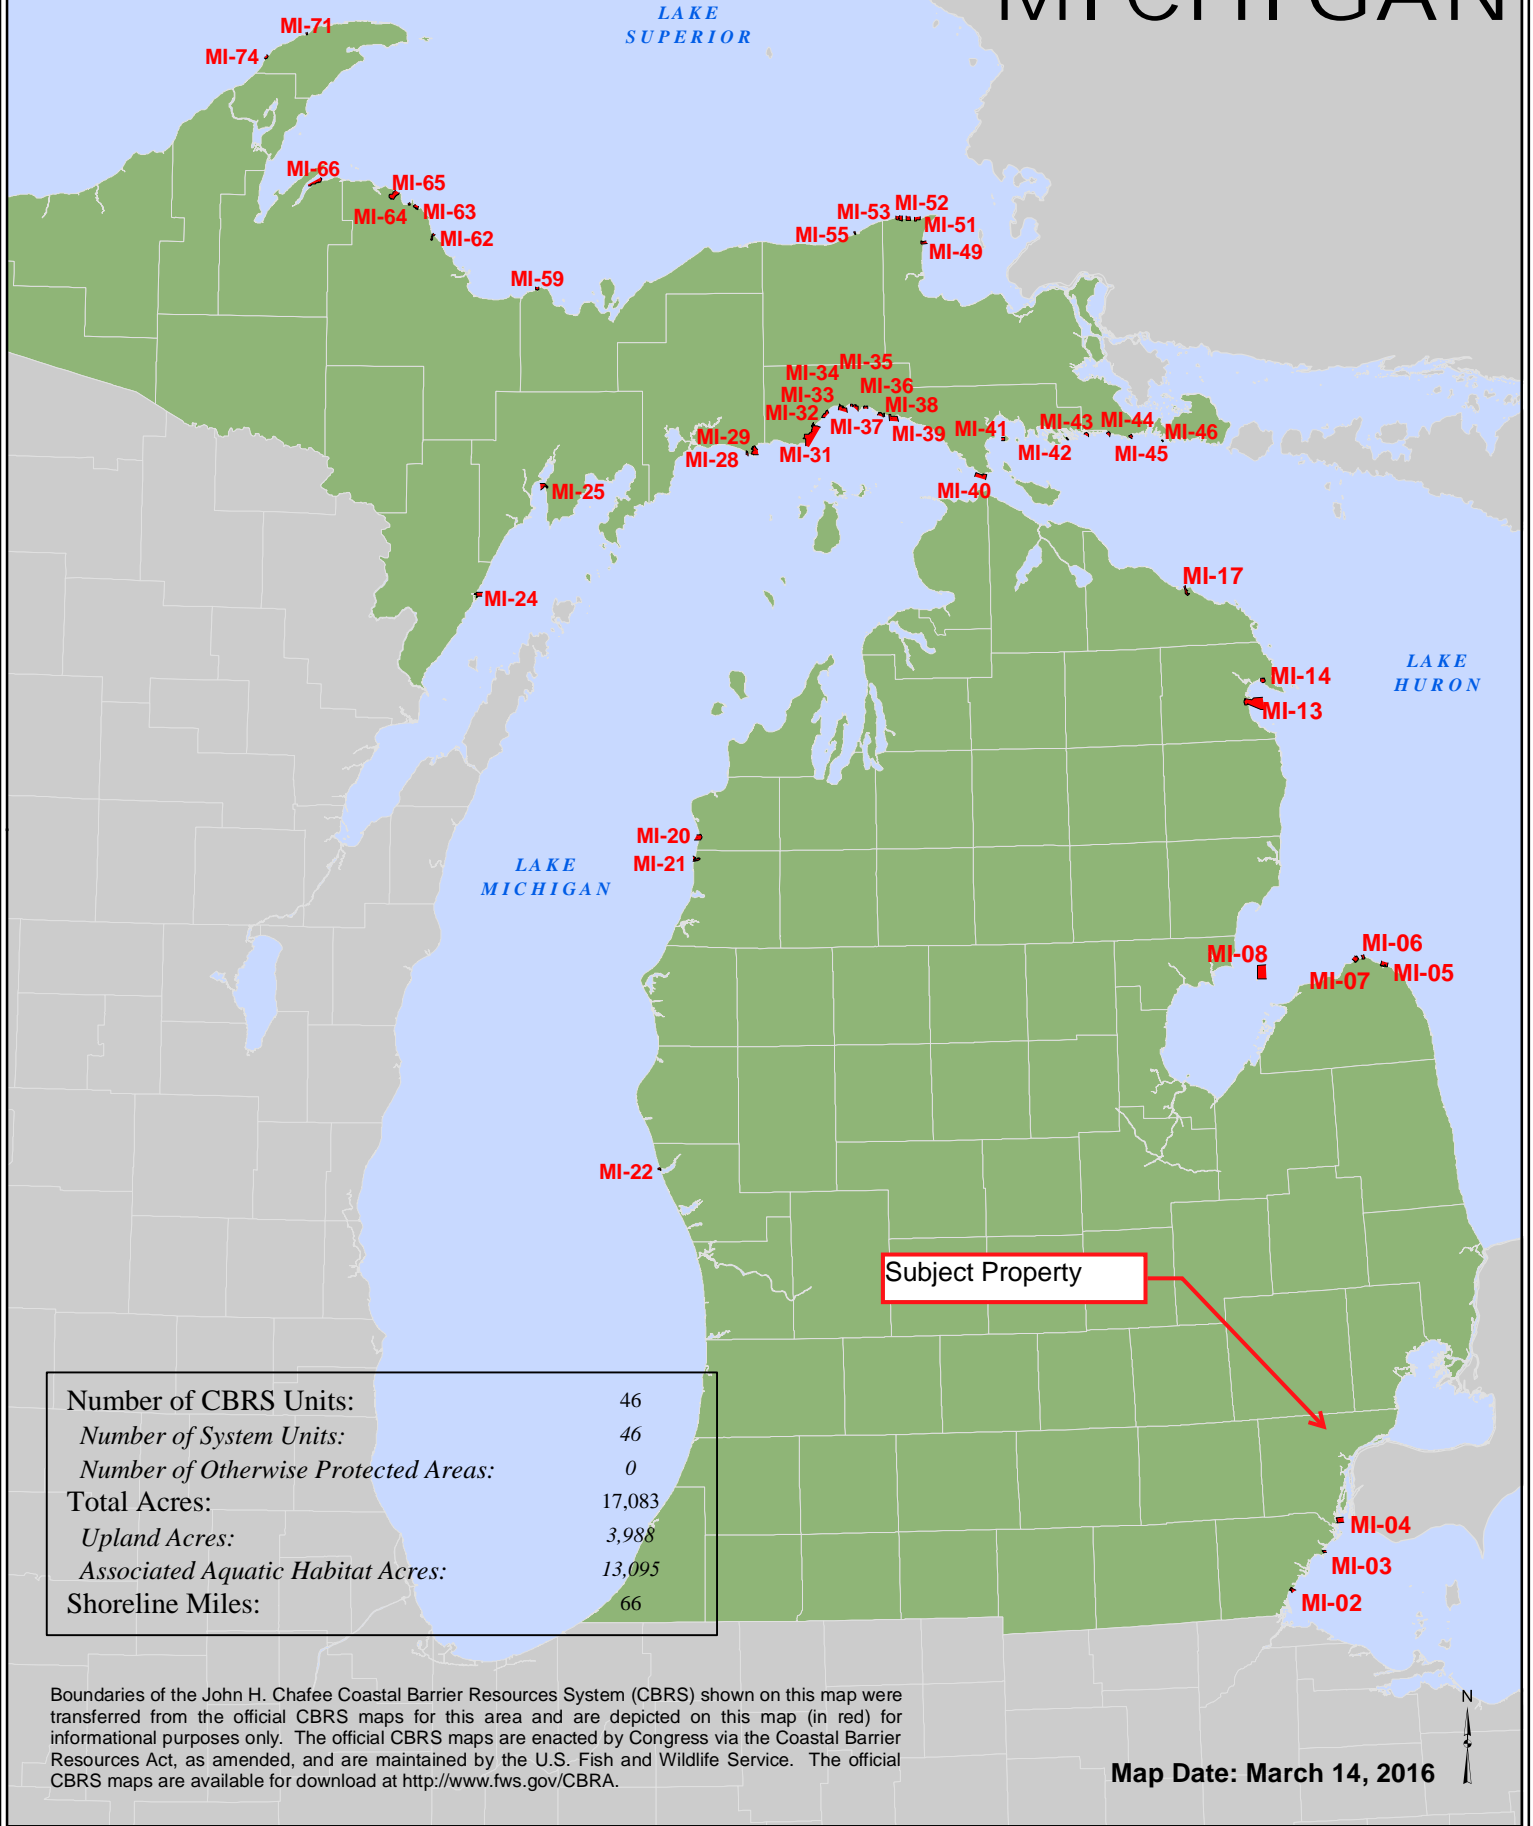 MICHIGAN
LAKE
SUPERIOR
MI-71
MI-74
MI-66
MI-65
MI-64
MI-63
MI-62
MI-59
MI-53
MI-52
MI-51
MI-55
MI-49
MI-35
MI-34
MI-36
MI-33
MI-38
MI-32
MI-37
MI-39
MI-31
MI-29
MI-28
MI-41
MI-43
MI-44
MI-46
MI-42
MI-45
MI-40
MI-25
MI-24
MI-17
LAKE
HURON
MI-14
MI-13
MI-20
MI-21
LAKE
MICHIGAN
MI-08
MI-06
MI-07
MI-05
MI-22
Subject Property
MI-04
MI-03
MI-02
Number of CBRS Units: 46
Number of System Units: 46
Number of Otherwise Protected Areas: 0
Total Acres: 17,083
Upland Acres: 3,988
Associated Aquatic Habitat Acres: 13,095
Shoreline Miles: 66
Boundaries of the John H. Chafee Coastal Barrier Resources System (CBRS) shown on this map were
transferred from the official CBRS maps for this area and are depicted on this map (in red) for
informational purposes only. The official CBRS maps are enacted by Congress via the Coastal Barrier
Resources Act, as amended, and are maintained by the U.S. Fish and Wildlife Service. The official
CBRS maps are available for download at http://www.fws.gov/CBRA.
N
Map Date: March 14, 2016